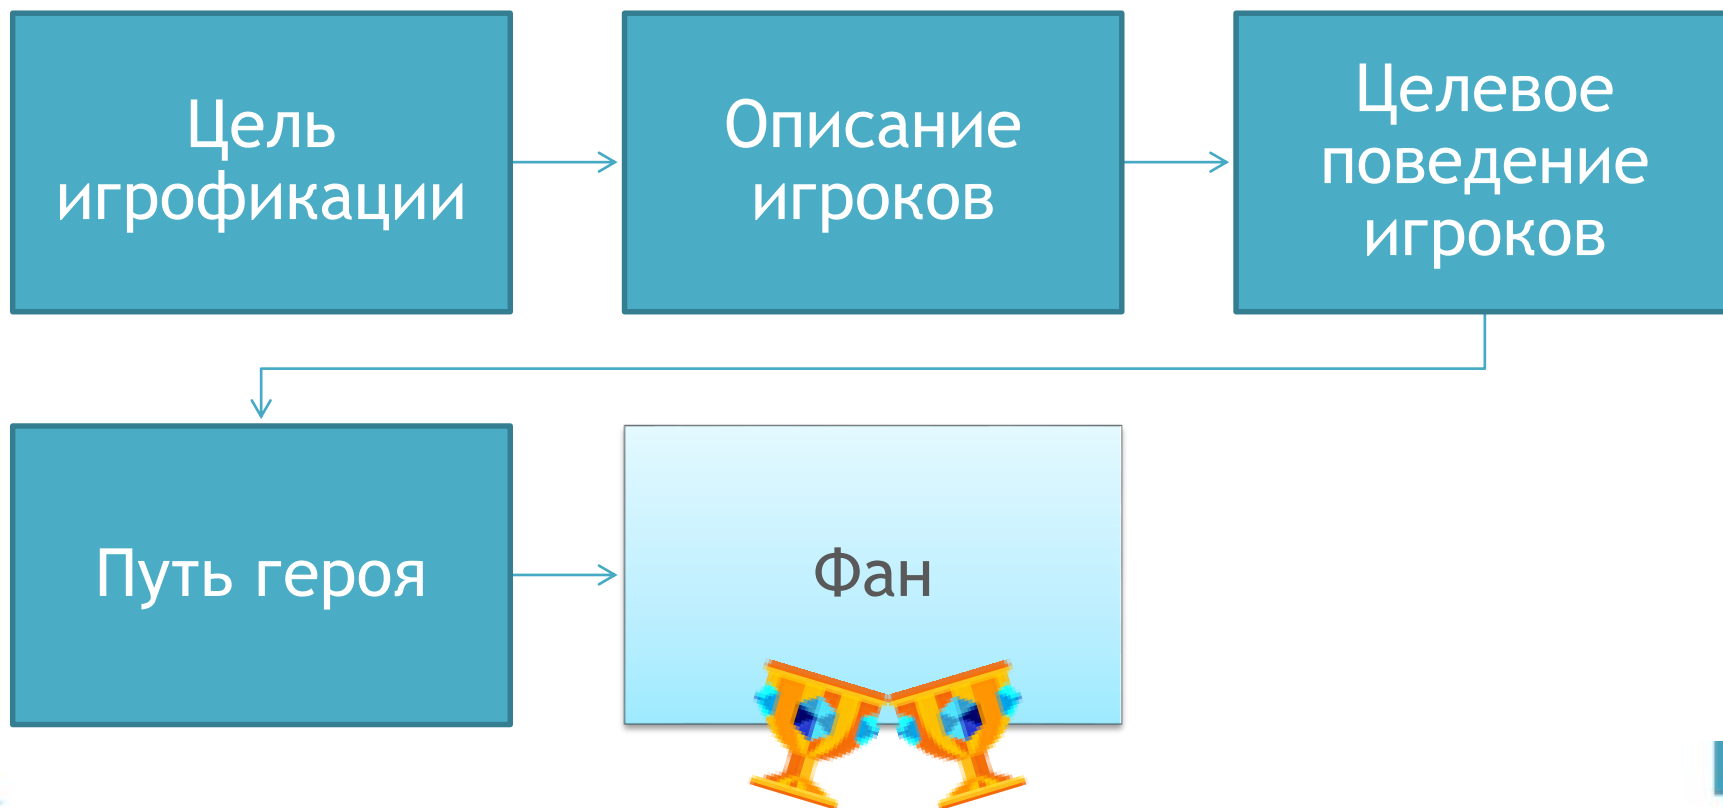 Цель
игрофикации
Описание
игроков
Целевое
поведение
игроков
Путь героя
Фан